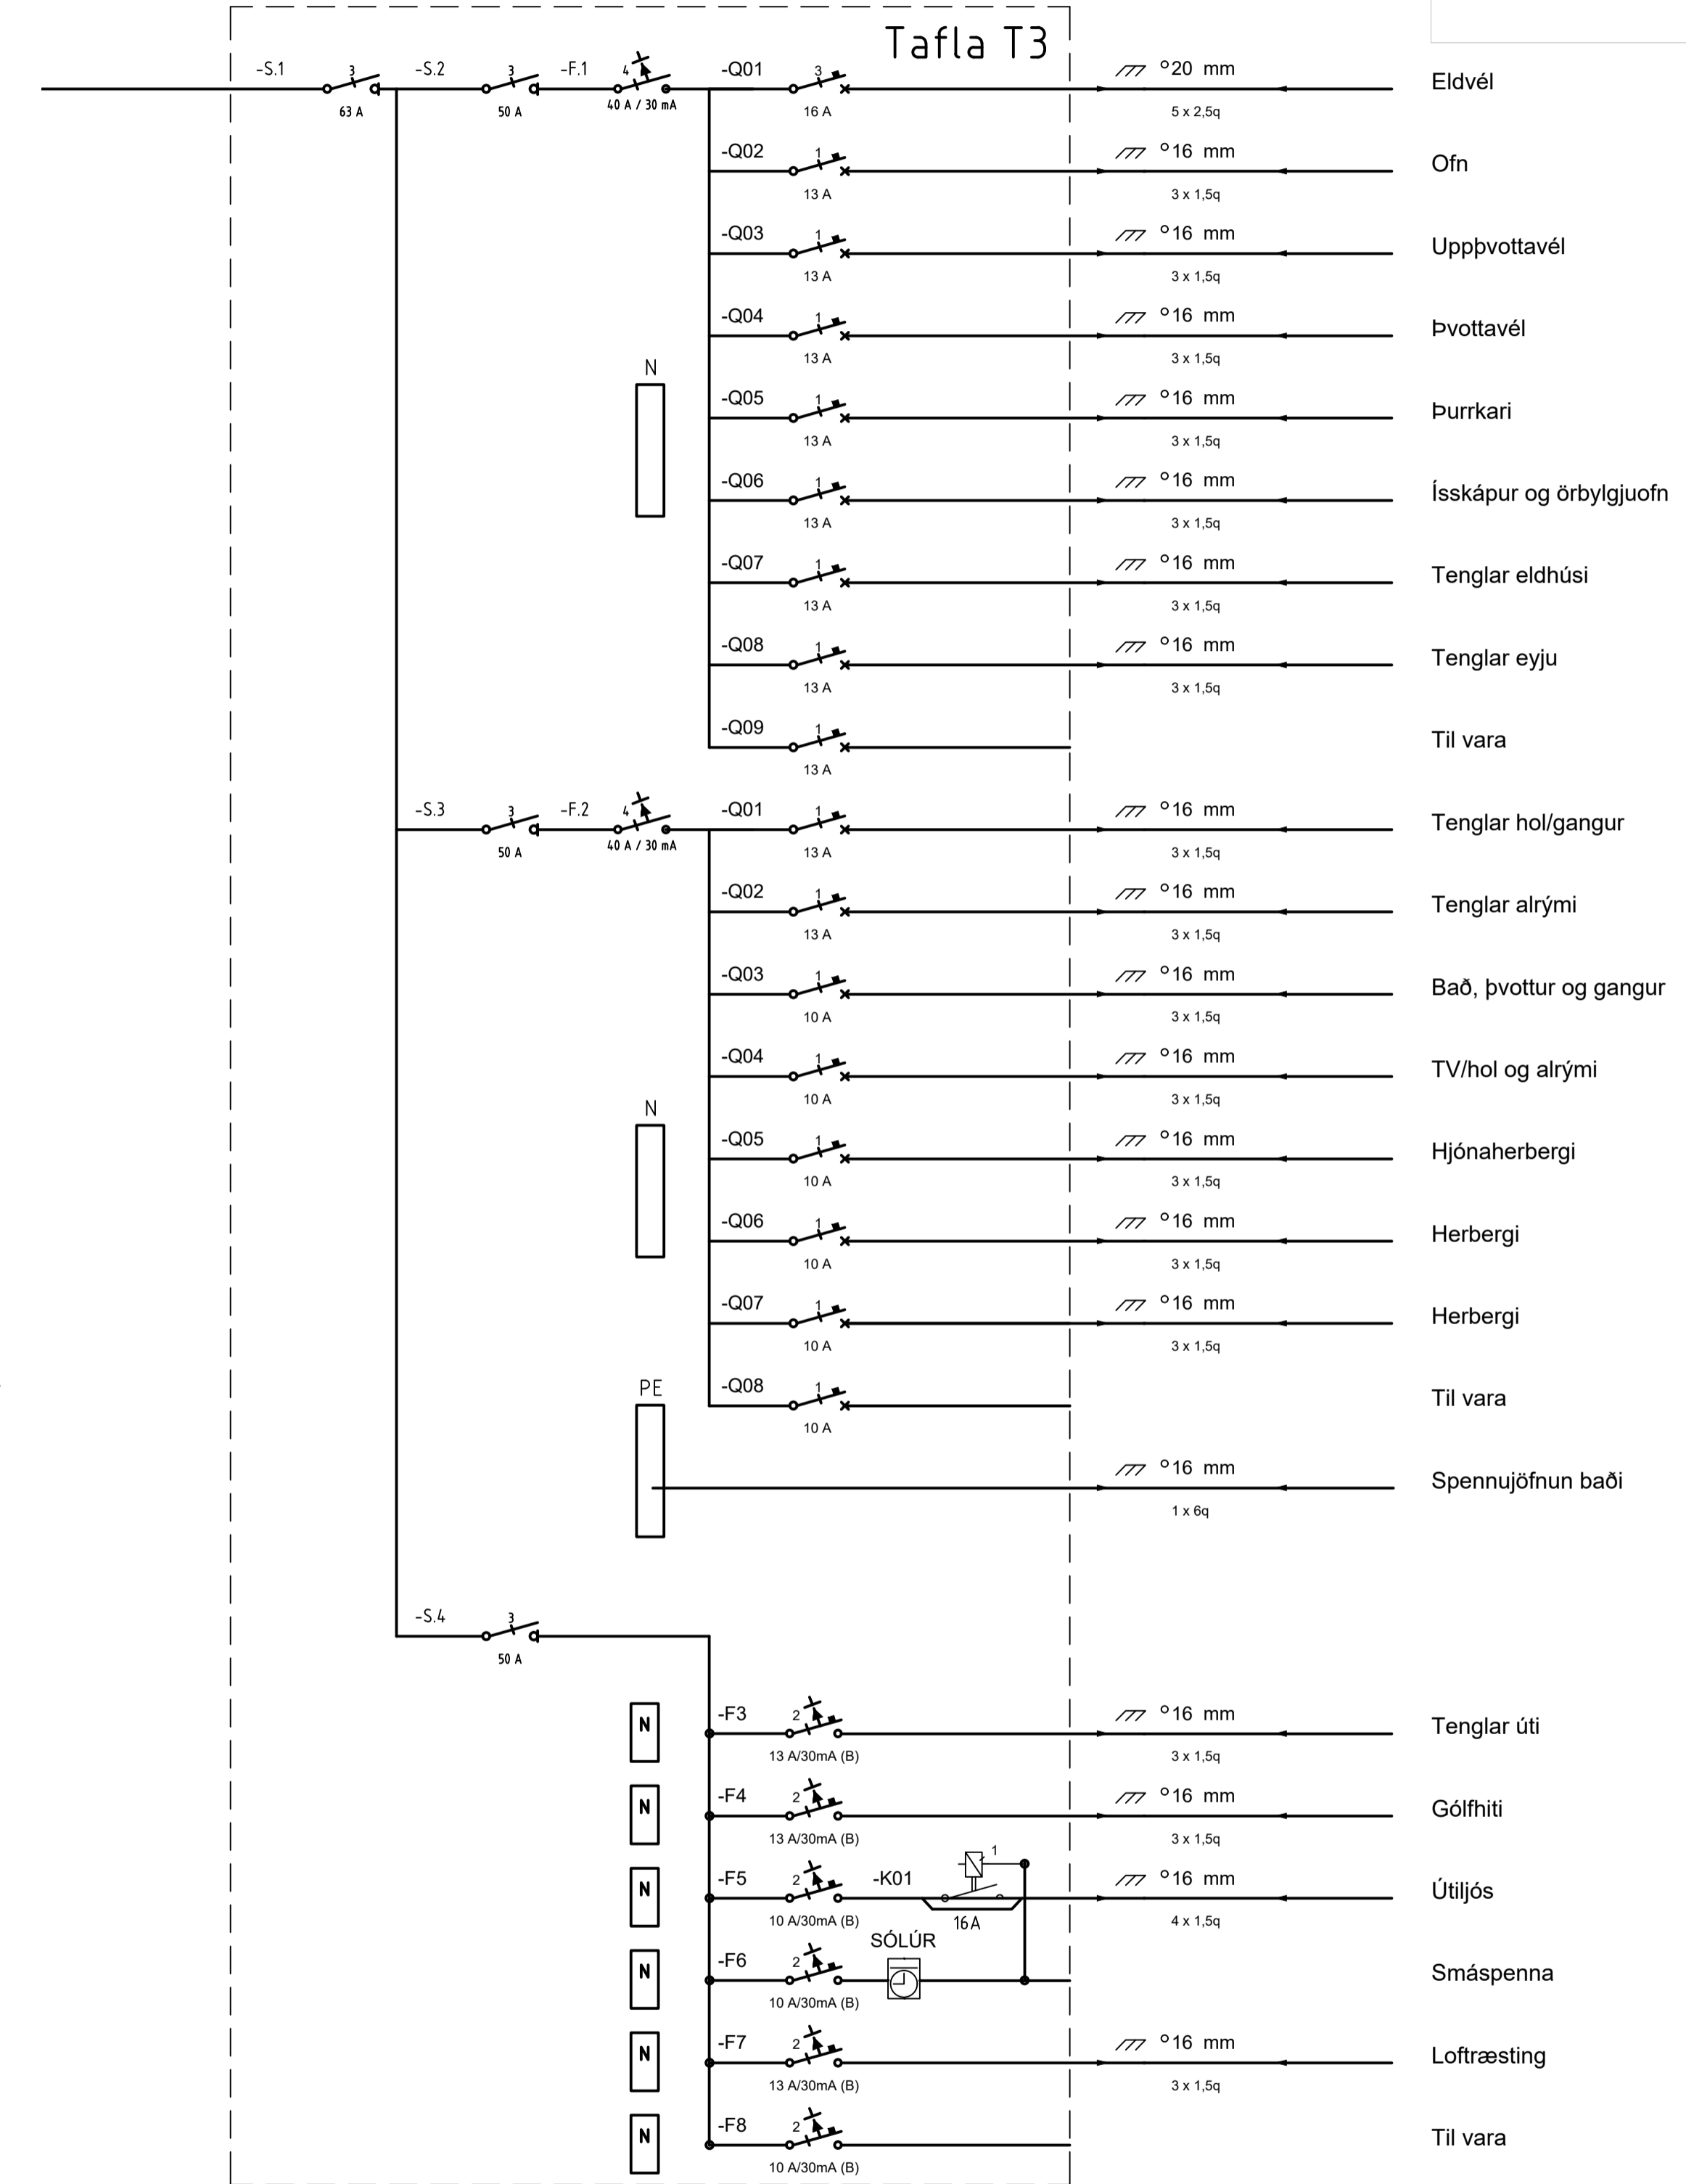 Tafla T3
-S.1 3 63 A -S.2 3 50 A -F.1 4 40 A / 30 mA -Q01 3 16 A °20 mm 5 x 2,5q Eldvél
-Q02 1 13 A °16 mm 3 x 1,5q Ofn
-Q03 1 13 A °16 mm 3 x 1,5q Uppþvottavél
-Q04 1 13 A °16 mm 3 x 1,5q Þvottavél
N
-Q05 1 13 A °16 mm 3 x 1,5q Þurrkari
-Q06 1 13 A °16 mm 3 x 1,5q Ísskápur og örbylgjuofn
-Q07 1 13 A °16 mm 3 x 1,5q Tenglar eldhúsi
-Q08 1 13 A °16 mm 3 x 1,5q Tenglar eyju
-Q09 1 13 A Til vara
-S.3 3 50 A -F.2 4 40 A / 30 mA -Q01 1 13 A °16 mm 3 x 1,5q Tenglar hol/gangur
-Q02 1 13 A °16 mm 3 x 1,5q Tenglar alrými
-Q03 1 10 A °16 mm 3 x 1,5q Bað, þvottur og gangur
-Q04 1 10 A °16 mm 3 x 1,5q TV/hol og alrými
N
-Q05 1 10 A °16 mm 3 x 1,5q Hjónaherbergi
-Q06 1 10 A °16 mm 3 x 1,5q Herbergi
-Q07 1 10 A °16 mm 3 x 1,5q Herbergi
-Q08 1 10 A Til vara
PE
°16 mm 1 x 6q Spennujöfnun baði
-S.4 3 50 A
N -F3 2 13 A/30mA (B) °16 mm 3 x 1,5q Tenglar úti
N -F4 2 13 A/30mA (B) °16 mm 3 x 1,5q Gólfhiti
N -F5 2 10 A/30mA (B) -K01 1 16A °16 mm 4 x 1,5q Útiljós
N -F6 2 10 A/30mA (B) SÓLÚR Smáspenna
N -F7 2 13 A/30mA (B) °16 mm 3 x 1,5q Loftræsting
N -F8 2 10 A/30mA (B) Til vara